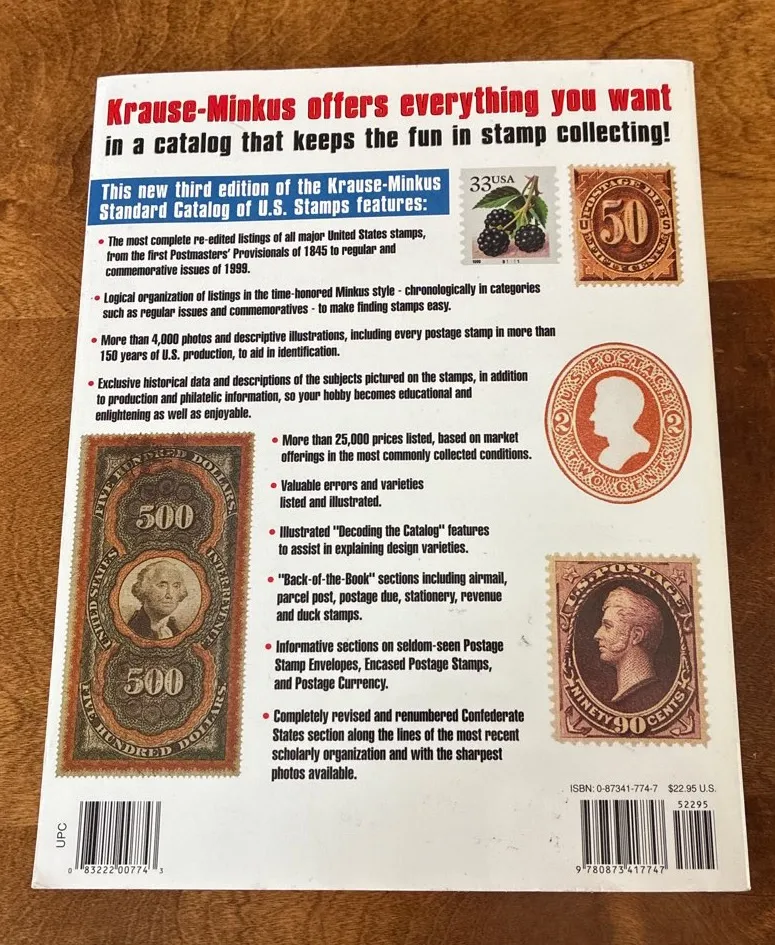 Krause-Minkus offers everything you want
in a catalog that keeps the fun in stamp collecting!
This new third edition of the Krause-Minkus
Standard Catalog of U.S. Stamps features:
33USA
POSTAGE DUE
U 50 S
FIFTY CENTS
• The most complete re-edited listings of all major United States stamps,
from the first Postmasters' Provisionals of 1845 to regular and
commemorative issues of 1999.
• Logical organization of listings in the time-honored Minkus style - chronologically in categories
such as regular issues and commemoratives - to make finding stamps easy.
• More than 4,000 photos and descriptive illustrations, including every postage stamp in more than
150 years of U.S. production, to aid in identification.
• Exclusive historical data and descriptions of the subjects pictured on the stamps, in addition
to production and philatelic information, so your hobby becomes educational and
enlightening as well as enjoyable.
U.S. POSTAGE
2 2
TWO CENTS
FIVE HUNDRED DOLLARS
500
UNITED STATES
INTER. REVENUE
500
FIVE HUNDRED DOLLARS.
• More than 25,000 prices listed, based on market
offerings in the most commonly collected conditions.
• Valuable errors and varieties
listed and illustrated.
• Illustrated "Decoding the Catalog" features
to assist in explaining design varieties.
• "Back-of-the-Book" sections including airmail,
parcel post, postage due, stationery, revenue
and duck stamps.
• Informative sections on seldom-seen Postage
Stamp Envelopes, Encased Postage Stamps,
and Postage Currency.
• Completely revised and renumbered Confederate
States section along the lines of the most recent
scholarly organization and with the sharpest
photos available.
U.S. POSTAGE
NINETY 90 CENTS
ISBN: 0-87341-774-7 $22.95 U.S.
52295
UPC
0 83222 00774 3
9 780873 417747